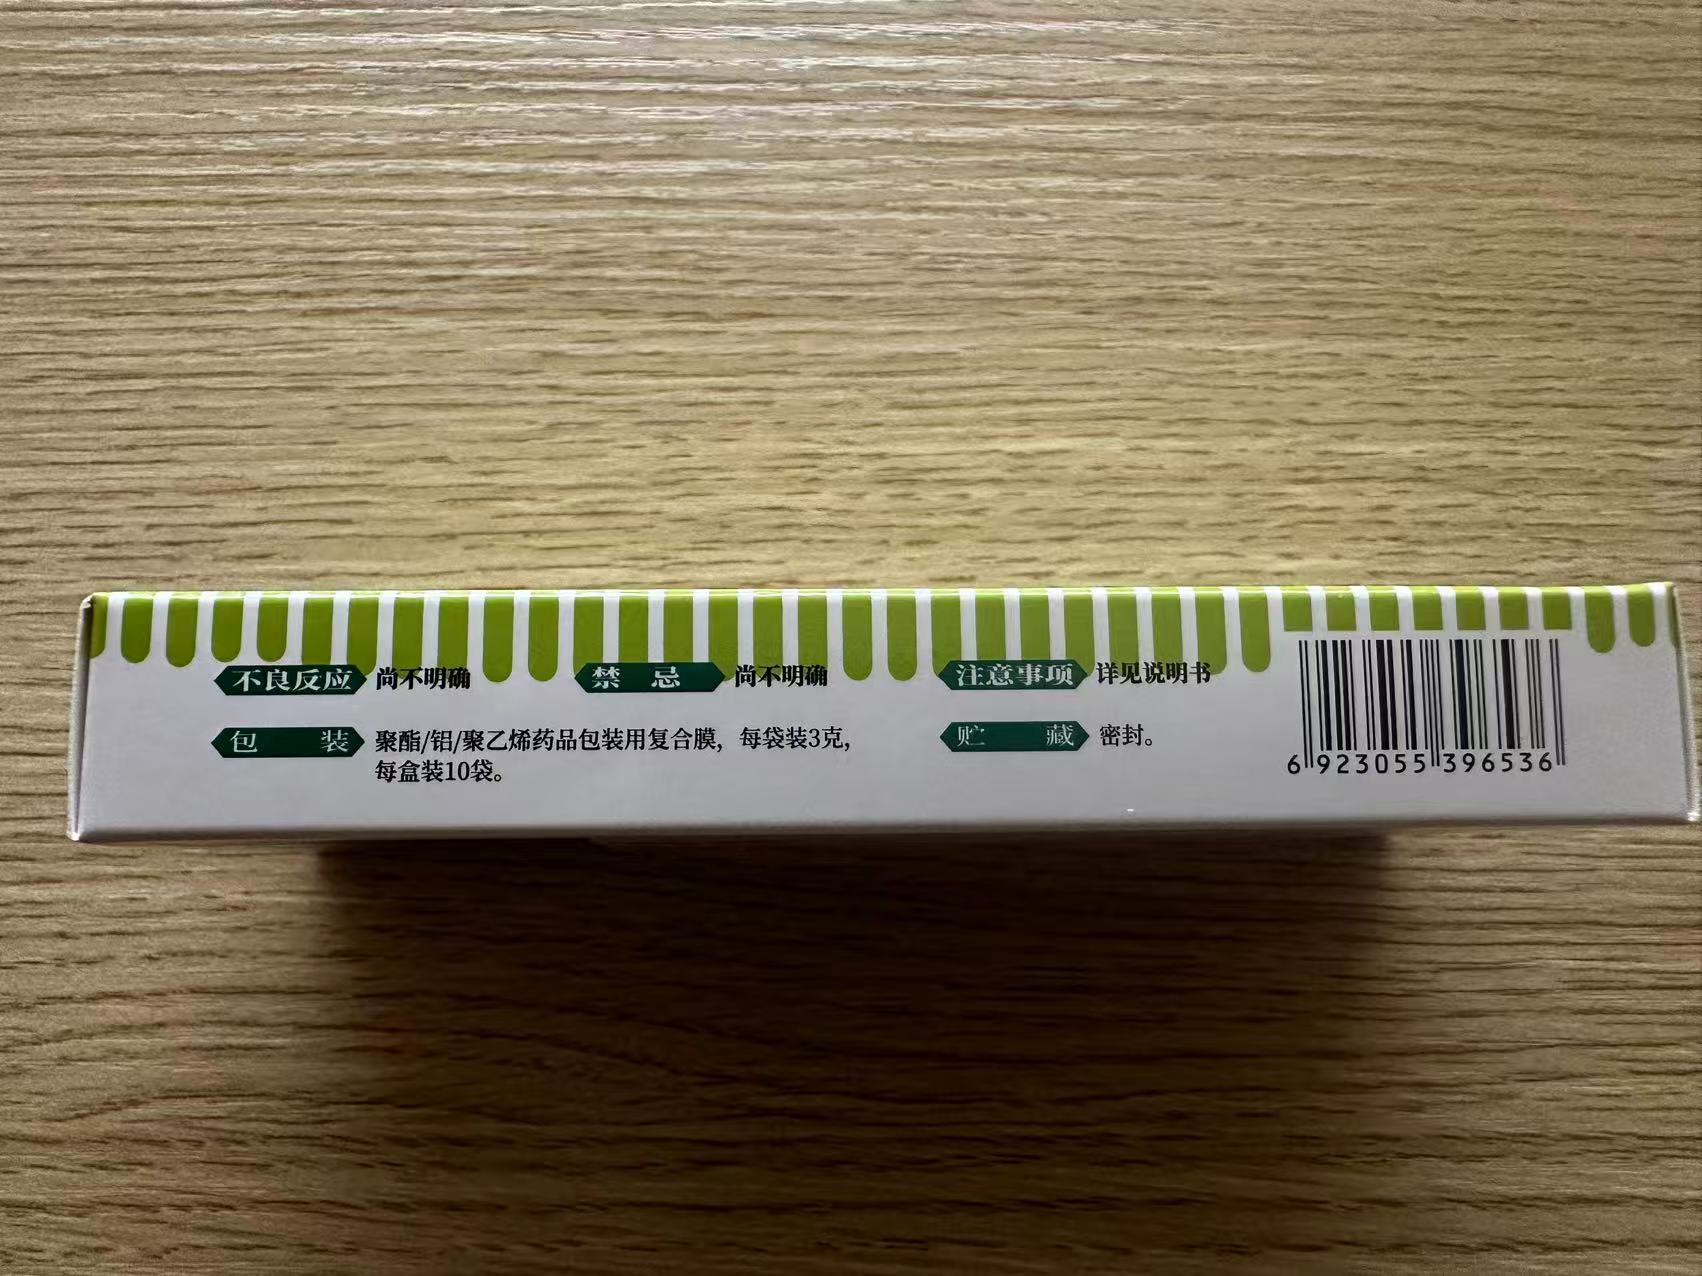 不良反应 尚不明确 禁忌 尚不明确 注意事项 详见说明书
包装 聚酯/铝/聚乙烯药品包装用复合膜，每袋装3克， 贮藏 密封。
每盒装10袋。
6 923055 396536